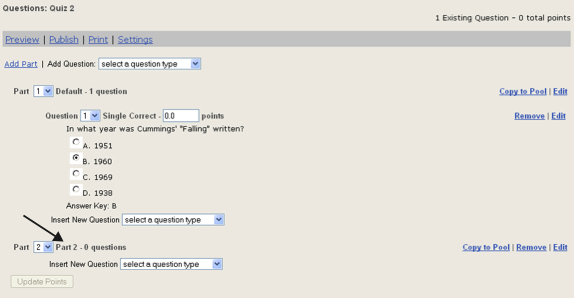 Questions: Quiz 2
1 Existing Question - 0 total points
Preview | Publish | Print | Settings
Add Part | Add Question: select a question type
Part 1 Default - 1 question Copy to Pool | Edit
Question 1 Single Correct - 0.0 points Remove | Edit
In what year was Cummings' "Falling" written?
A. 1951
B. 1960
C. 1969
D. 1938
Answer Key: B
Insert New Question select a question type
Part 2 Part 2 - 0 questions Copy to Pool | Remove | Edit
Insert New Question select a question type
Update Points